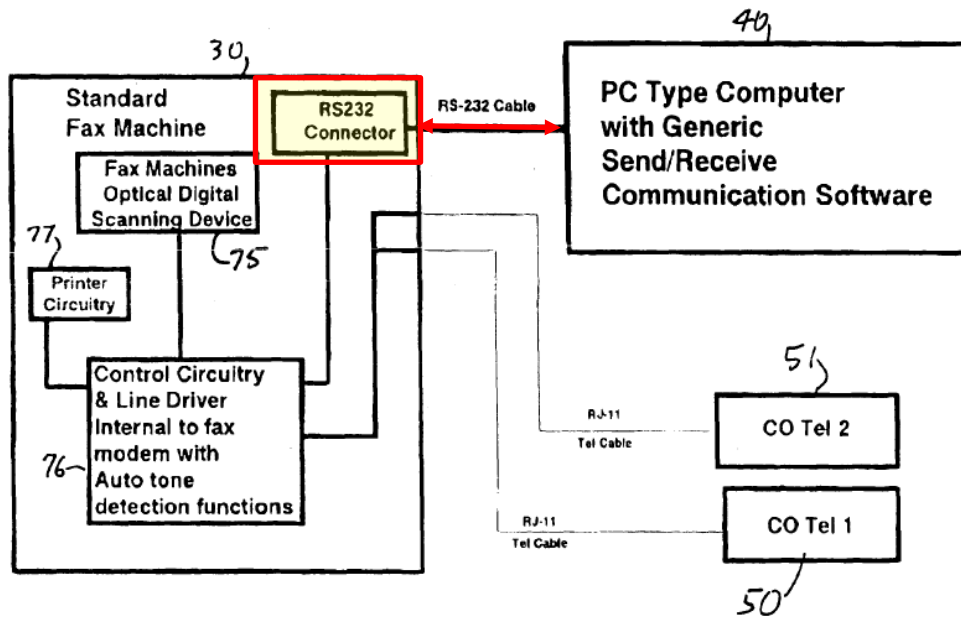 30
40
Standard
Fax Machine
RS232
Connector
RS-232 Cable
PC Type Computer
with Generic
Send/Receive
Communication Software
Fax Machines
Optical Digital
Scanning Device
75
77
Printer
Circuitry
Control Circuitry
& Line Driver
Internal to fax
modem with
Auto tone
detection functions
76
51
RJ-11
Tel Cable
CO Tel 2
RJ-11
Tel Cable
CO Tel 1
50